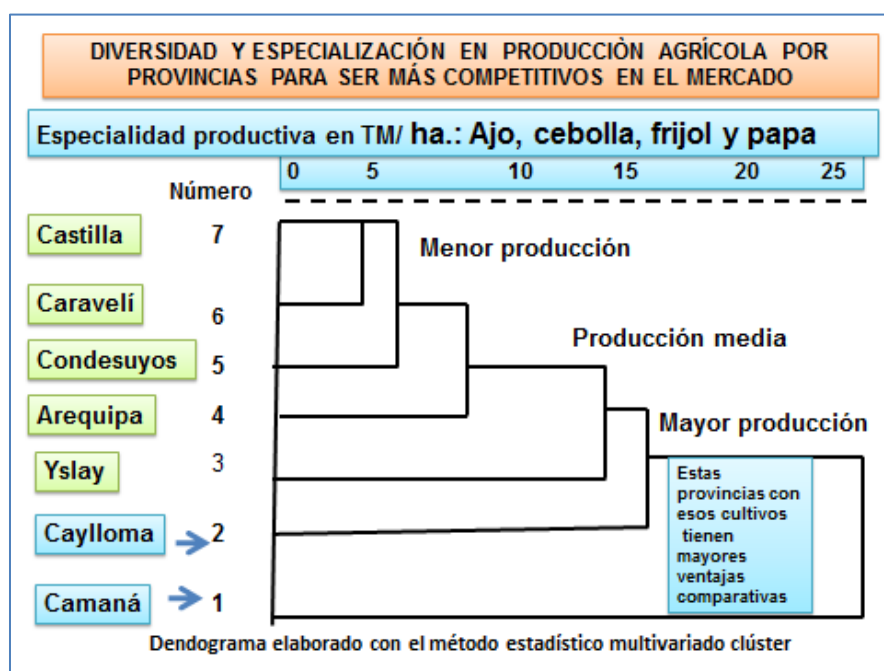 DIVERSIDAD Y ESPECIALIZACIÓN EN PRODUCCIÒN AGRÍCOLA POR
PROVINCIAS PARA SER MÁS COMPETITIVOS EN EL MERCADO
Especialidad productiva en TM/ ha.: Ajo, cebolla, frijol y papa
0 5 10 15 20 25
Número
Castilla 7
Menor producción
Caravelí 6
Producción media
Condesuyos 5
Arequipa 4
Mayor producción
Yslay 3
Estas
provincias con
esos cultivos
tienen
mayores
ventajas
comparativas
Caylloma 2
Camaná 1
Dendograma elaborado con el método estadístico multivariado clúster